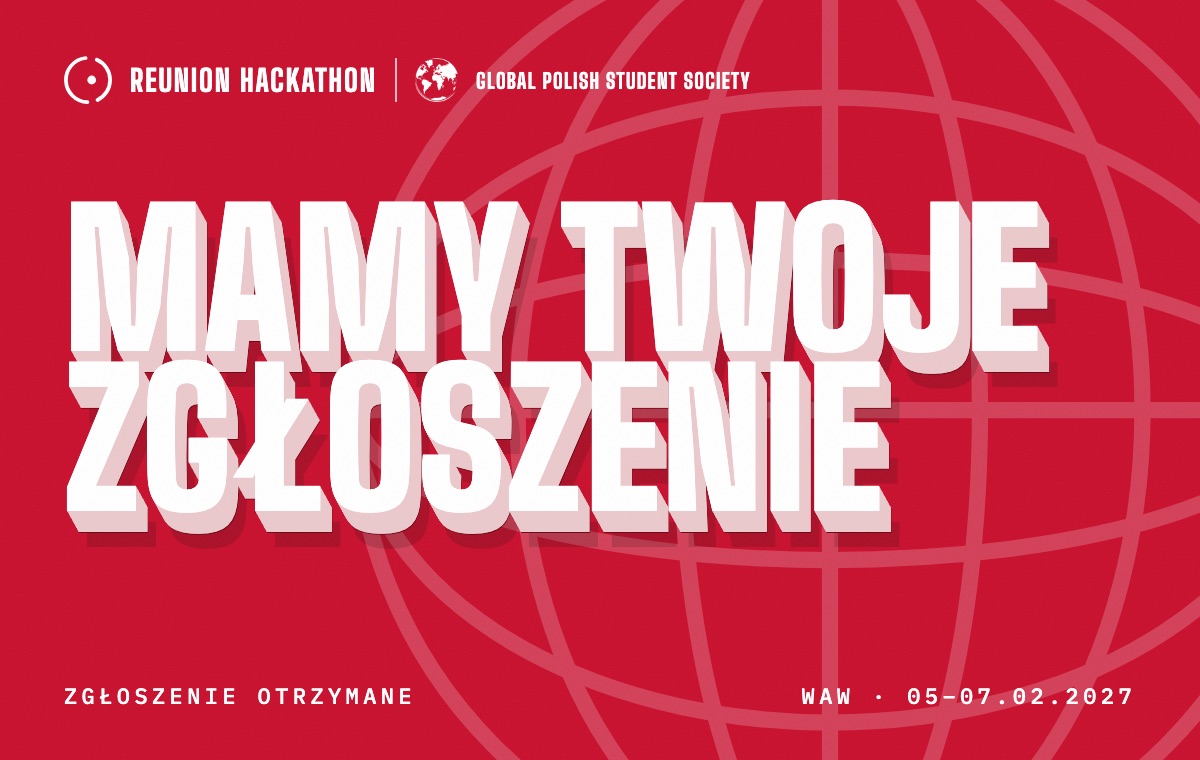 REUNION HACKATHON
GLOBAL POLISH STUDENT SOCIETY
MAMY TWOJE
ZGŁOSZENIE
ZGŁOSZENIE OTRZYMANE
WAW · 05–07.02.2027